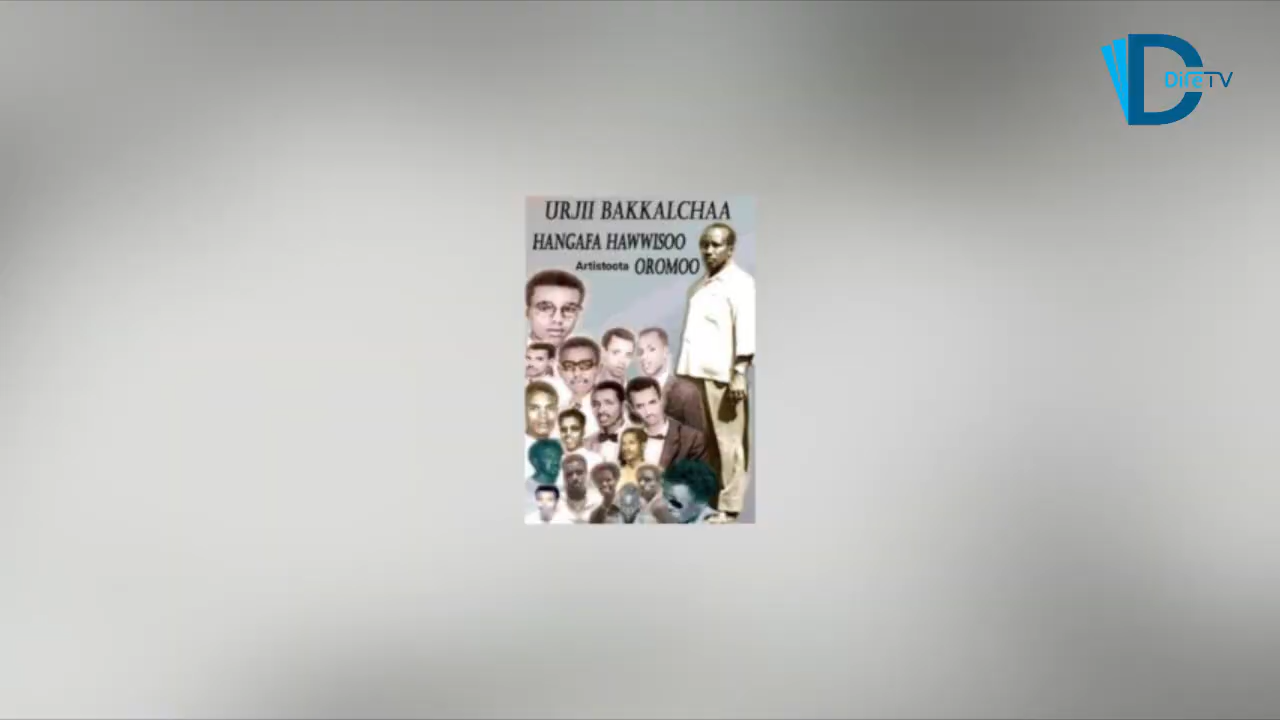 DireTV
URJII BAKKALCHAA
HANGAFA HAWWISOO
Artistoota OROMOO